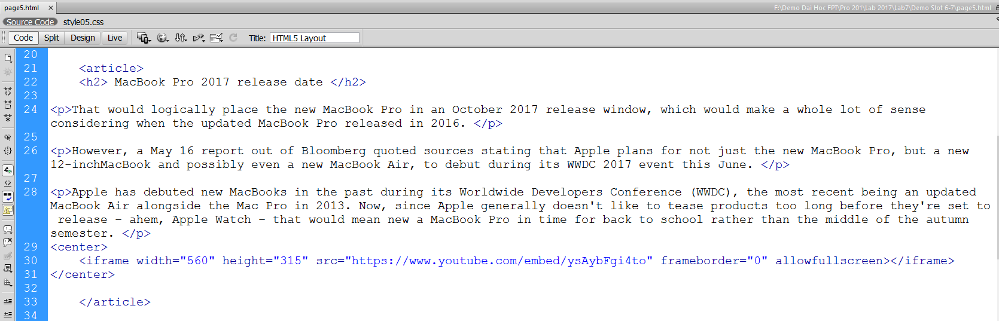 page5.html ×
F:\Demo Dai Hoc FPT\Pro 201\Lab 2017\Lab7\Demo Slot 6-7\page5.html
Source Code style05.css
Code Split Design Live Title: HTML5 Layout
20
21 <article>
22 <h2> MacBook Pro 2017 release date </h2>
23
24 <p>That would logically place the new MacBook Pro in an October 2017 release window, which would make a whole lot of sense
considering when the updated MacBook Pro released in 2016. </p>
25
26 <p>However, a May 16 report out of Bloomberg quoted sources stating that Apple plans for not just the new MacBook Pro, but a new
12-inchMacBook and possibly even a new MacBook Air, to debut during its WWDC 2017 event this June. </p>
27
28 <p>Apple has debuted new MacBooks in the past during its Worldwide Developers Conference (WWDC), the most recent being an updated
MacBook Air alongside the Mac Pro in 2013. Now, since Apple generally doesn't like to tease products too long before they're set to
release – ahem, Apple Watch – that would mean new a MacBook Pro in time for back to school rather than the middle of the autumn
semester. </p>
29 <center>
30 <iframe width="560" height="315" src="https://www.youtube.com/embed/ysAybFgi4to" frameborder="0" allowfullscreen></iframe>
31 </center>
32
33 </article>
34